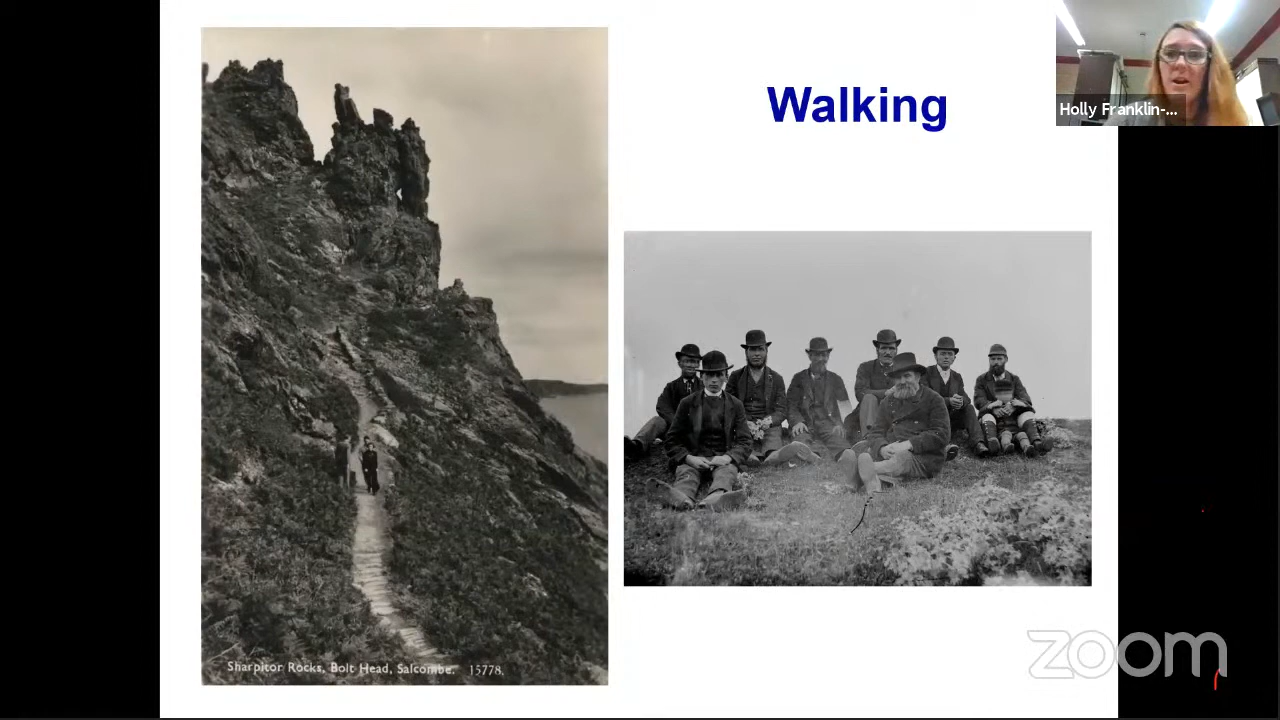 Walking
Holly Franklin-...
Sharpitor Rocks, Bolt Head, Salcombe. 15778.
zoom